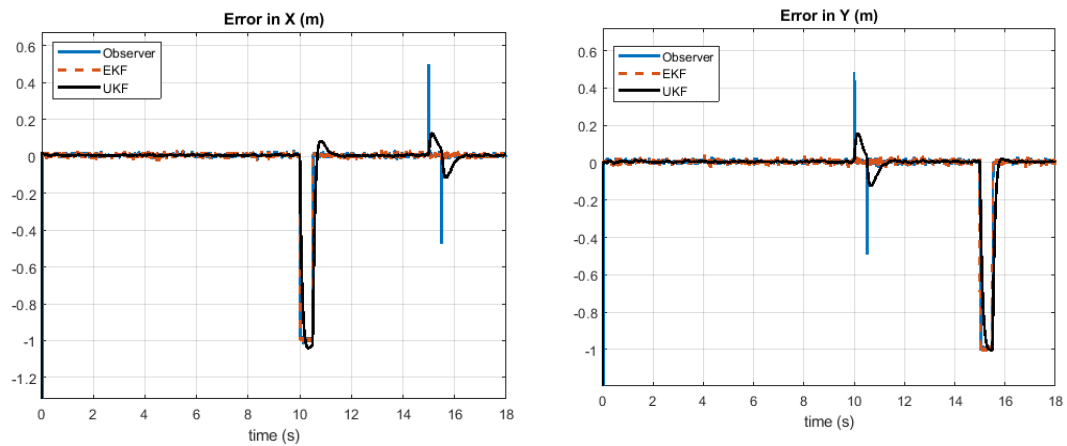 Error in X (m)
0.6
0.4
0.2
0
-0.2
-0.4
-0.6
-0.8
-1
-1.2
Observer
EKF
UKF
0 2 4 6 8 10 12 14 16 18
time (s)
Error in Y (m)
0.6
0.4
0.2
0
-0.2
-0.4
-0.6
-0.8
-1
Observer
EKF
UKF
0 2 4 6 8 10 12 14 16 18
time (s)